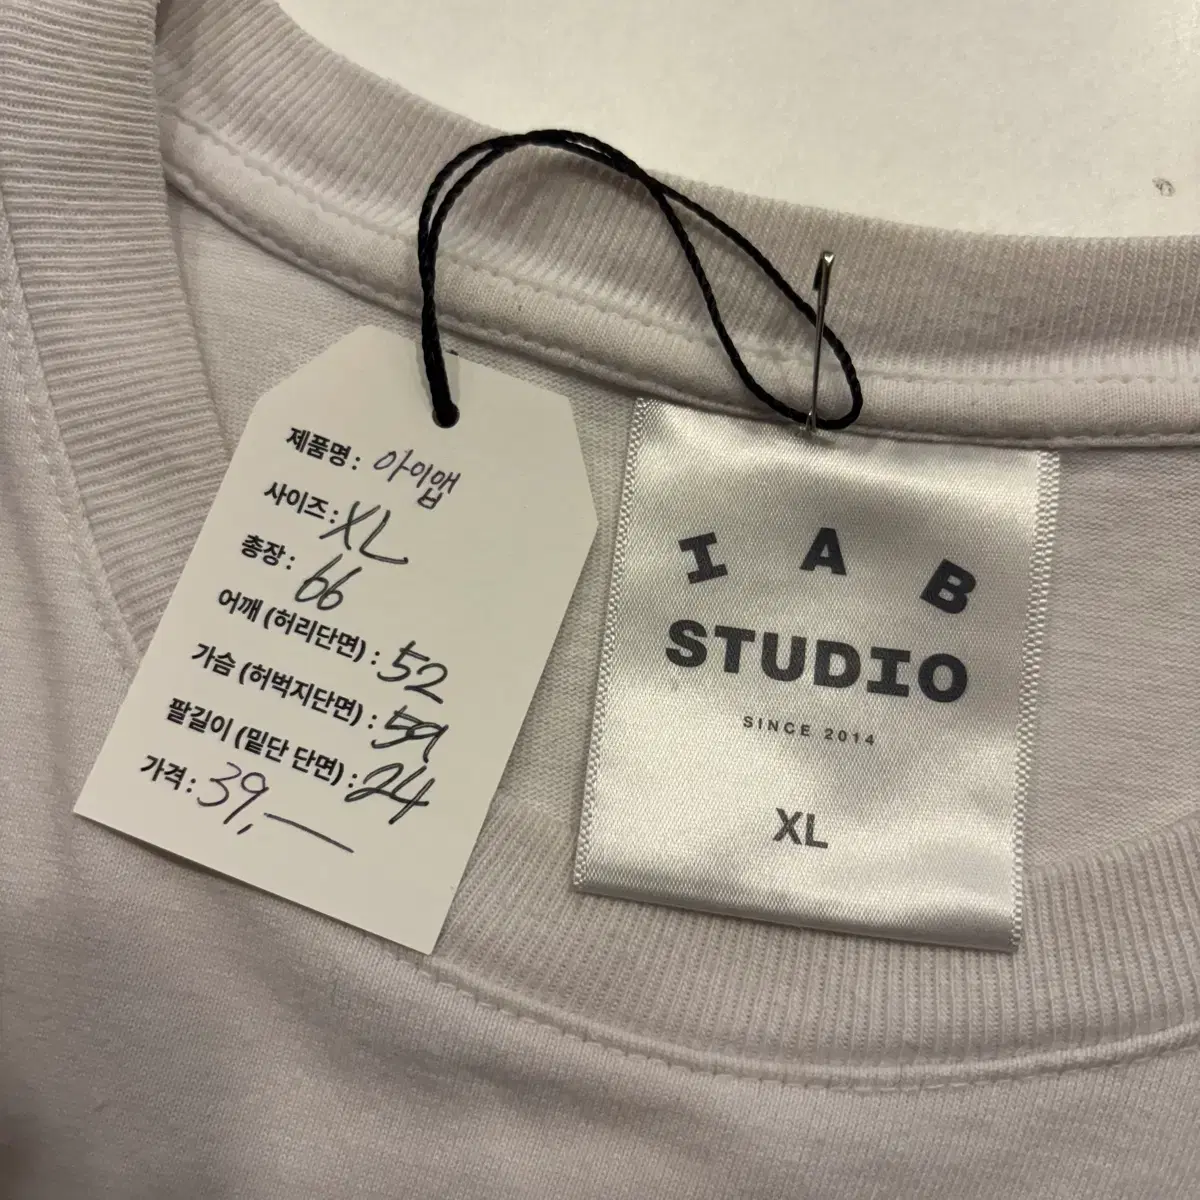 제품명 : 아이앱
사이즈 : XL
총장 : 66
어깨 (허리단면) : 52
가슴 (허벅지단면) : 59
팔길이 (밑단 단면) : 24
가격 : 39,—
I A B
STUDIO
SINCE 2014
XL